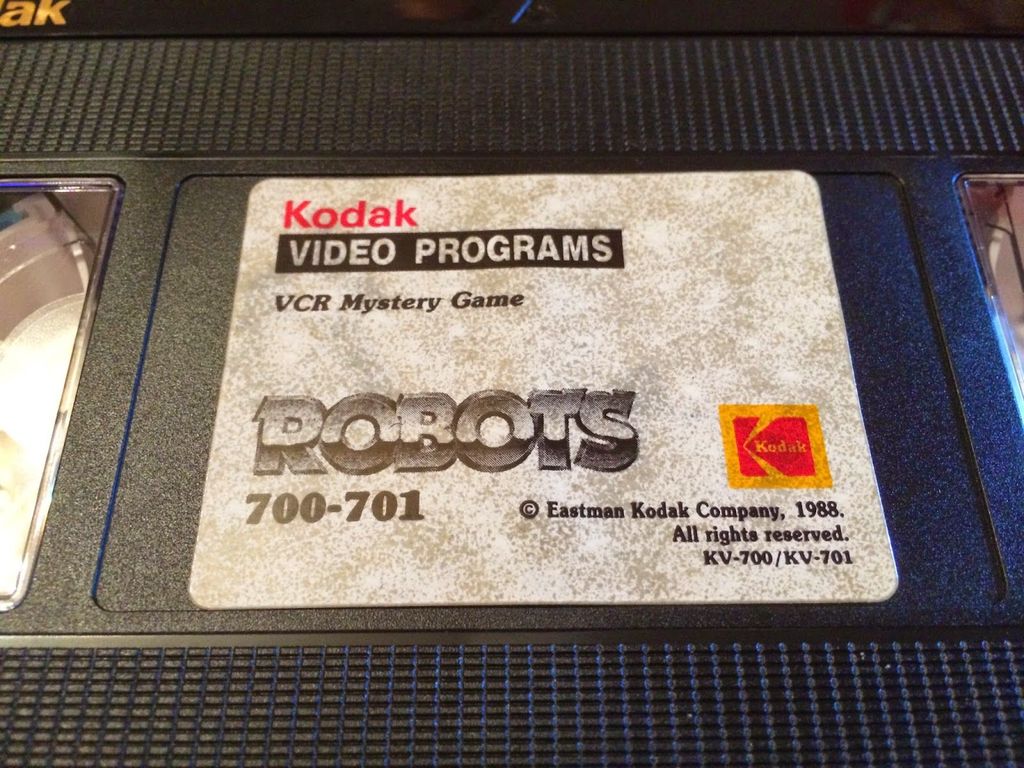 ak
Kodak
VIDEO PROGRAMS
VCR Mystery Game
ROBOTS
Kodak
700-701
© Eastman Kodak Company, 1988.
All rights reserved.
KV-700/KV-701